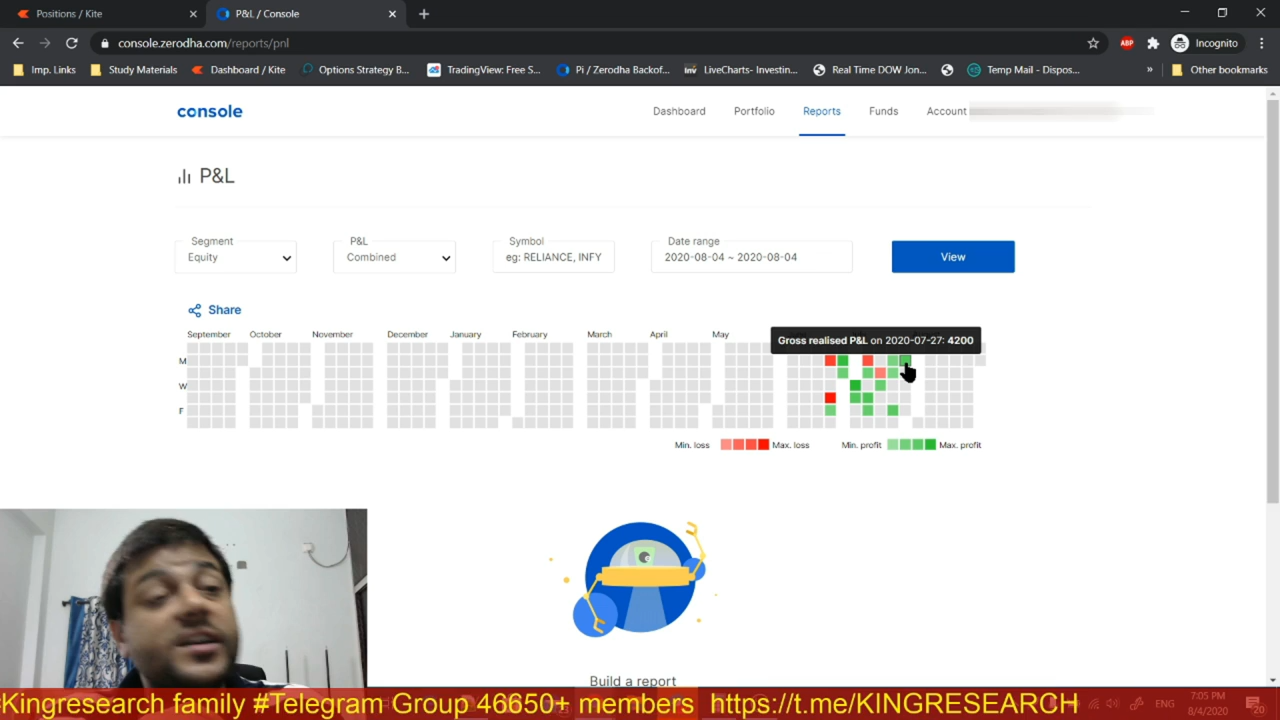 Positions / Kite
P&L / Console
console.zerodha.com/reports/pnl
ABP
Incognito
Imp. Links
Study Materials
Dashboard / Kite
Options Strategy B...
TradingView: Free S...
Pi / Zerodha Backof...
Inv LiveCharts- Investin...
Real Time DOW Jon...
Temp Mail - Dispos...
»
Other bookmarks
console
Dashboard
Portfolio
Reports
Funds
Account
P&L
Segment
P&L
Symbol
Date range
Equity
Combined
eg: RELIANCE, INFY
2020-08-04 ~ 2020-08-04
View
Share
September October November December January February March April May
Gross realised P&L on 2020-07-27: 4200
M
W
F
Min. loss
Max. loss
Min. profit
Max. profit
Build a report
Kingresearch family #Telegram Group 46650+ members https://t.me/KINGRESEARCH
ENG
7:05 PM
8/4/2020
20